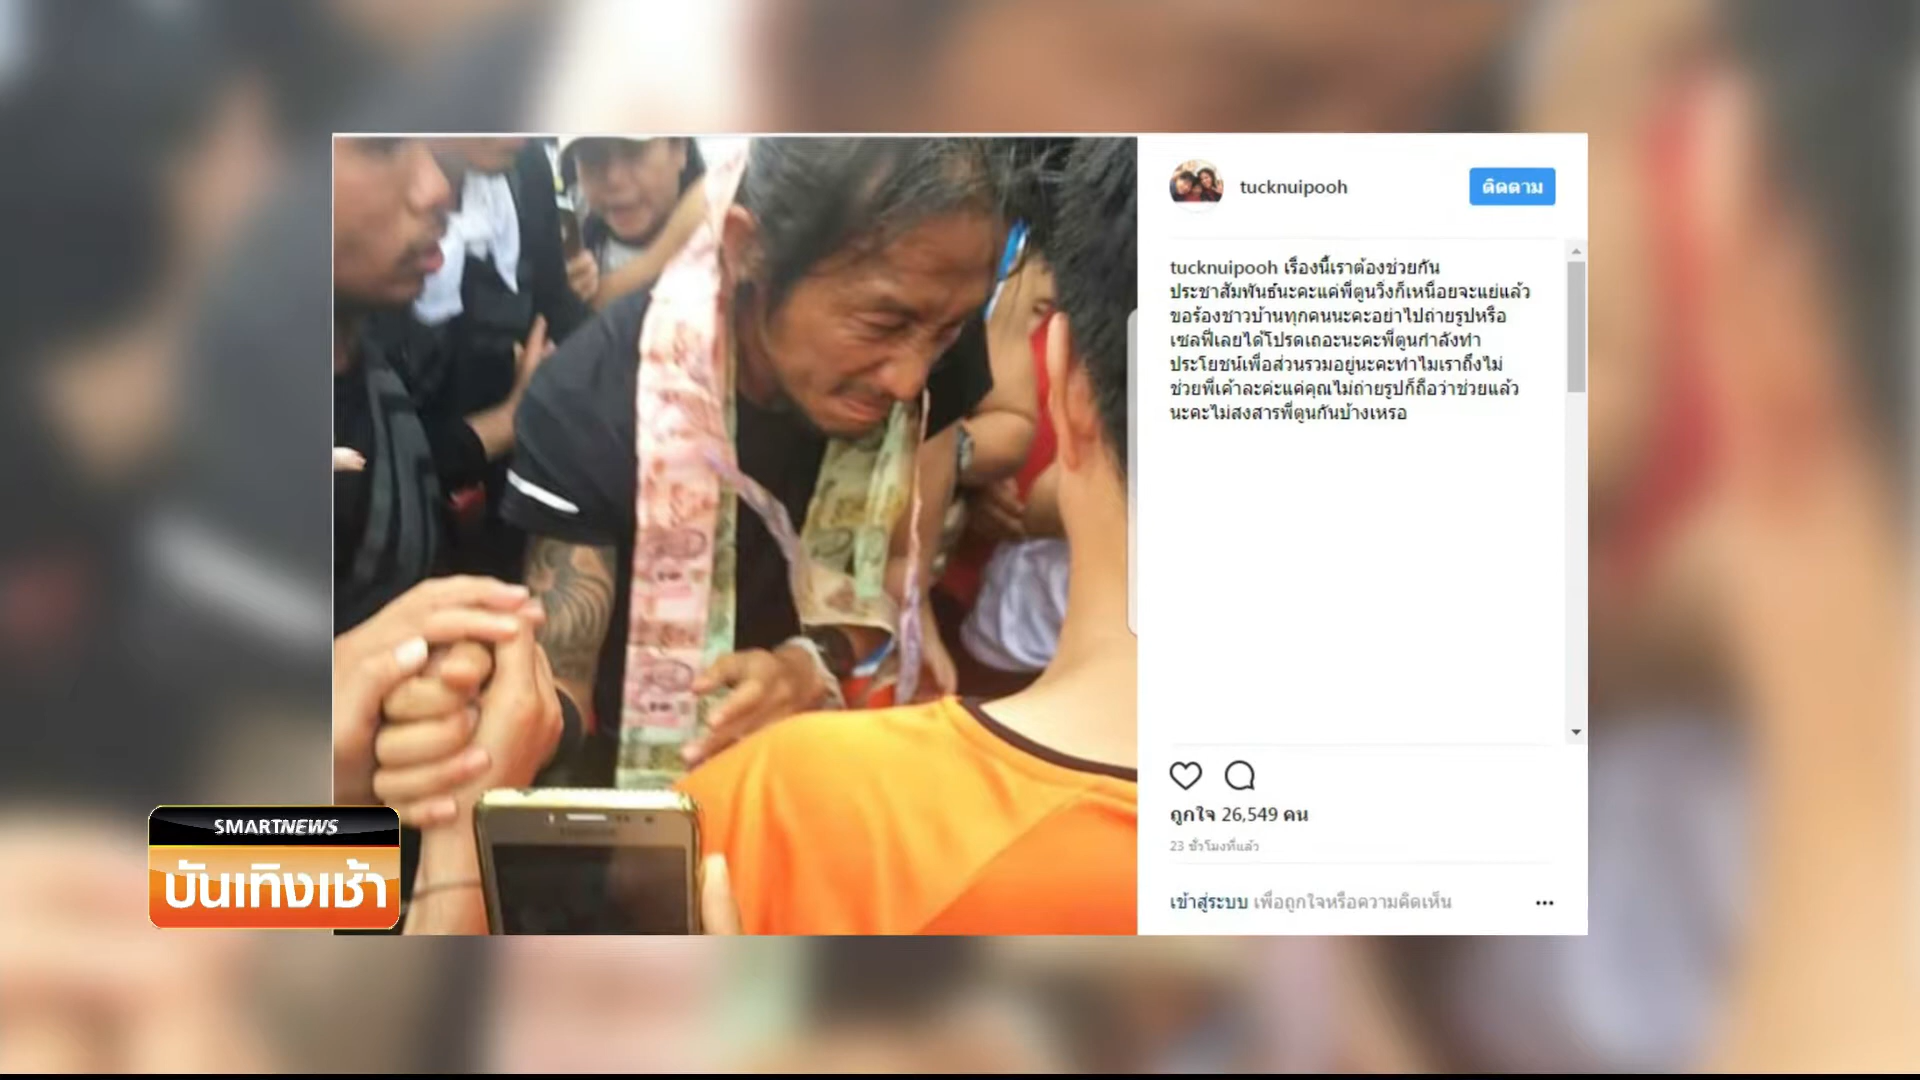 tucknuipooh
ติดตาม
tucknuipooh เรื่องนี้เราต้องช่วยกัน
ประชาสัมพันธ์นะคะแค่พี่ตูนวิ่งก็เหนื่อยจะแย่แล้ว
ขอร้องชาวบ้านทุกคนนะคะอย่าไปถ่ายรูปหรือ
เซลฟี่เลยได้โปรดเถอะนะคะพี่ตูนกำลังทำ
ประโยชน์เพื่อส่วนรวมอยู่นะคะทำไมเราถึงไม่
ช่วยพี่เค้าละค่ะแค่คุณไม่ถ่ายรูปก็ถือว่าช่วยแล้ว
นะคะไม่สงสารพี่ตูนกันบ้างเหรอ
ถูกใจ 26,549 คน
23 ชั่วโมงที่แล้ว
เข้าสู่ระบบ เพื่อถูกใจหรือความคิดเห็น
SMARTNEWS
บันเทิงเช้า